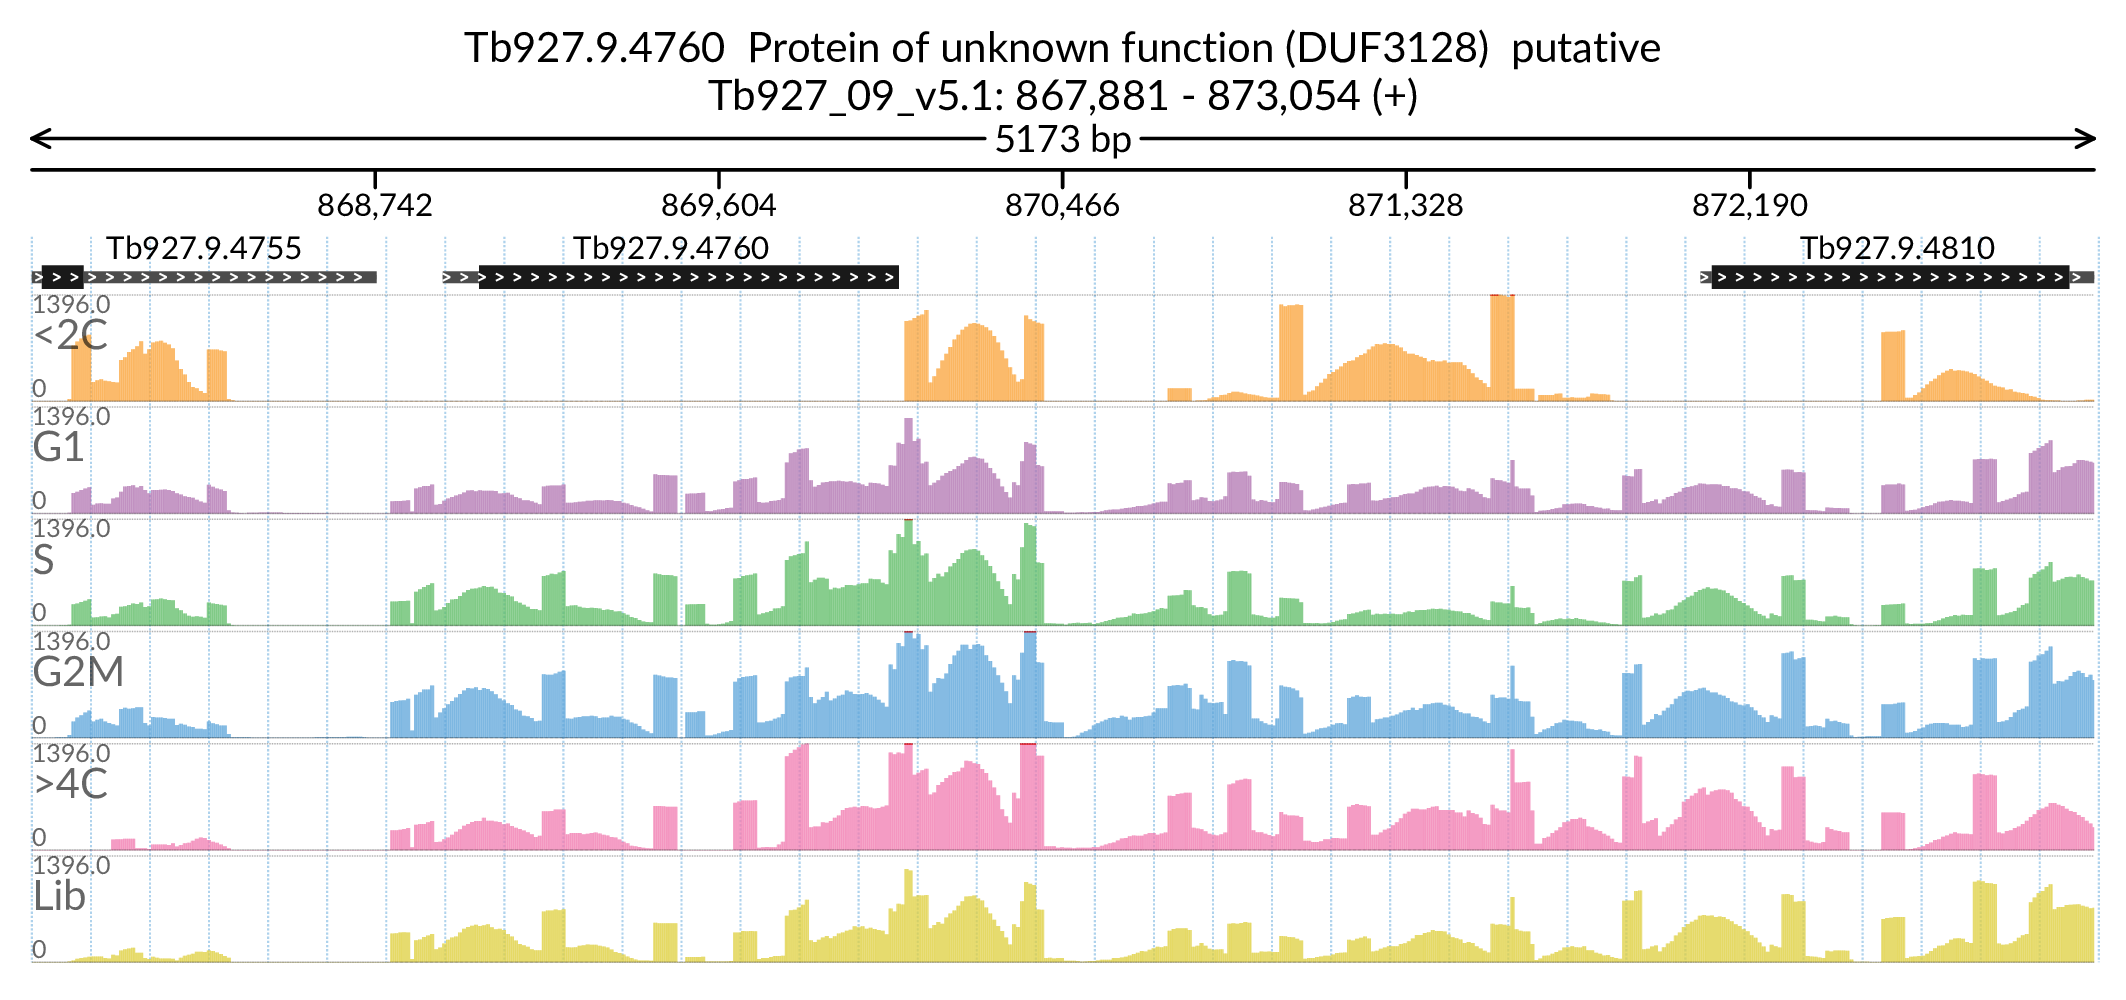 Tb927.9.4760 Protein of unknown function (DUF3128) putative
Tb927_09_v5.1: 867,881 - 873,054 (+)
5173 bp
868,742 869,604 870,466 871,328 872,190
Tb927.9.4755 Tb927.9.4760 Tb927.9.4810
1396.0
<2C
0
1396.0
G1
0
1396.0
S
0
1396.0
G2M
0
1396.0
>4C
0
1396.0
Lib
0